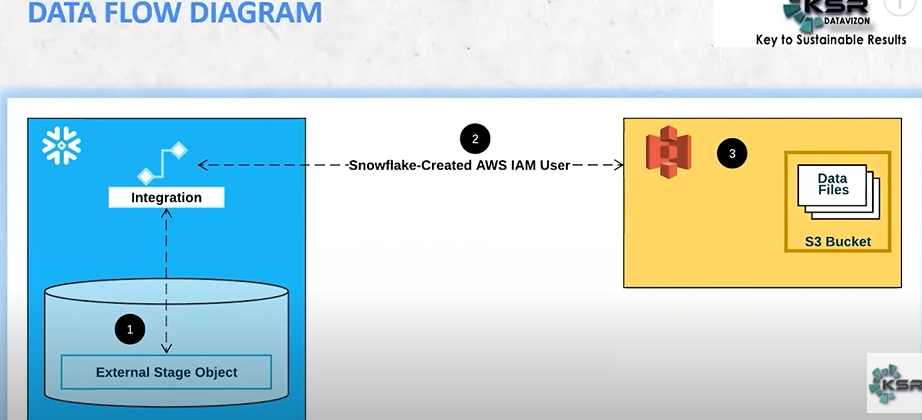 DATA FLOW DIAGRAM
KSR
DATAVIZON
Key to Sustainable Results
2
Snowflake-Created AWS IAM User
3
Integration
Data
Files
S3 Bucket
1
External Stage Object
KSR